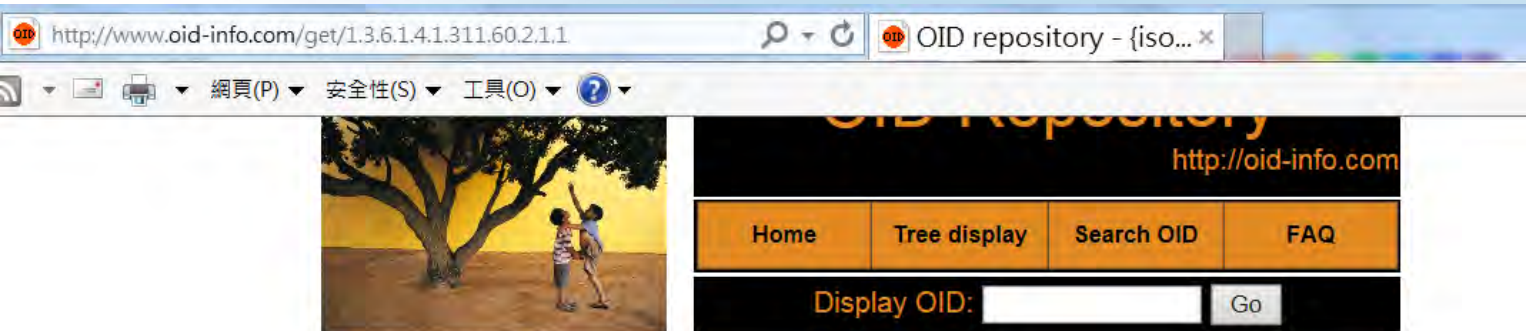 http://www.oid-info.com/get/1.3.6.1.4.1.311.60.2.1.1
OID repository - {iso...
網頁(P)
安全性(S)
工具(O)
OID Repository
http://oid-info.com
Home
Tree display
Search OID
FAQ
Display OID:
Go